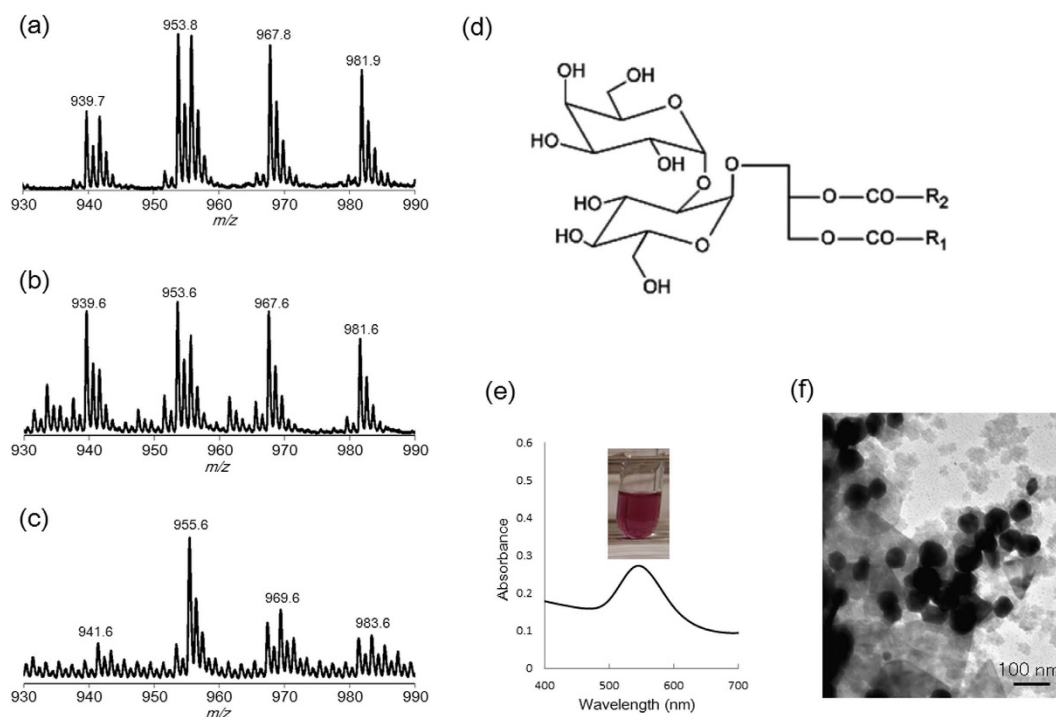 (a)
953.8
967.8
981.9
939.7
930 940 950 960 970 980 990
m/z
(b)
939.6
953.6
967.6
981.6
930 940 950 960 970 980 990
m/z
(c)
955.6
969.6
941.6
983.6
930 940 950 960 970 980 990
m/z
(d)
OH
OH
O
HO
OH
O
O
HO
O
HO
O
OH
O—CO—R2
O—CO—R1
(e)
0.6
0.5
0.4
0.3
0.2
0.1
0
Absorbance
400 500 600 700
Wavelength (nm)
(f)
100 nm